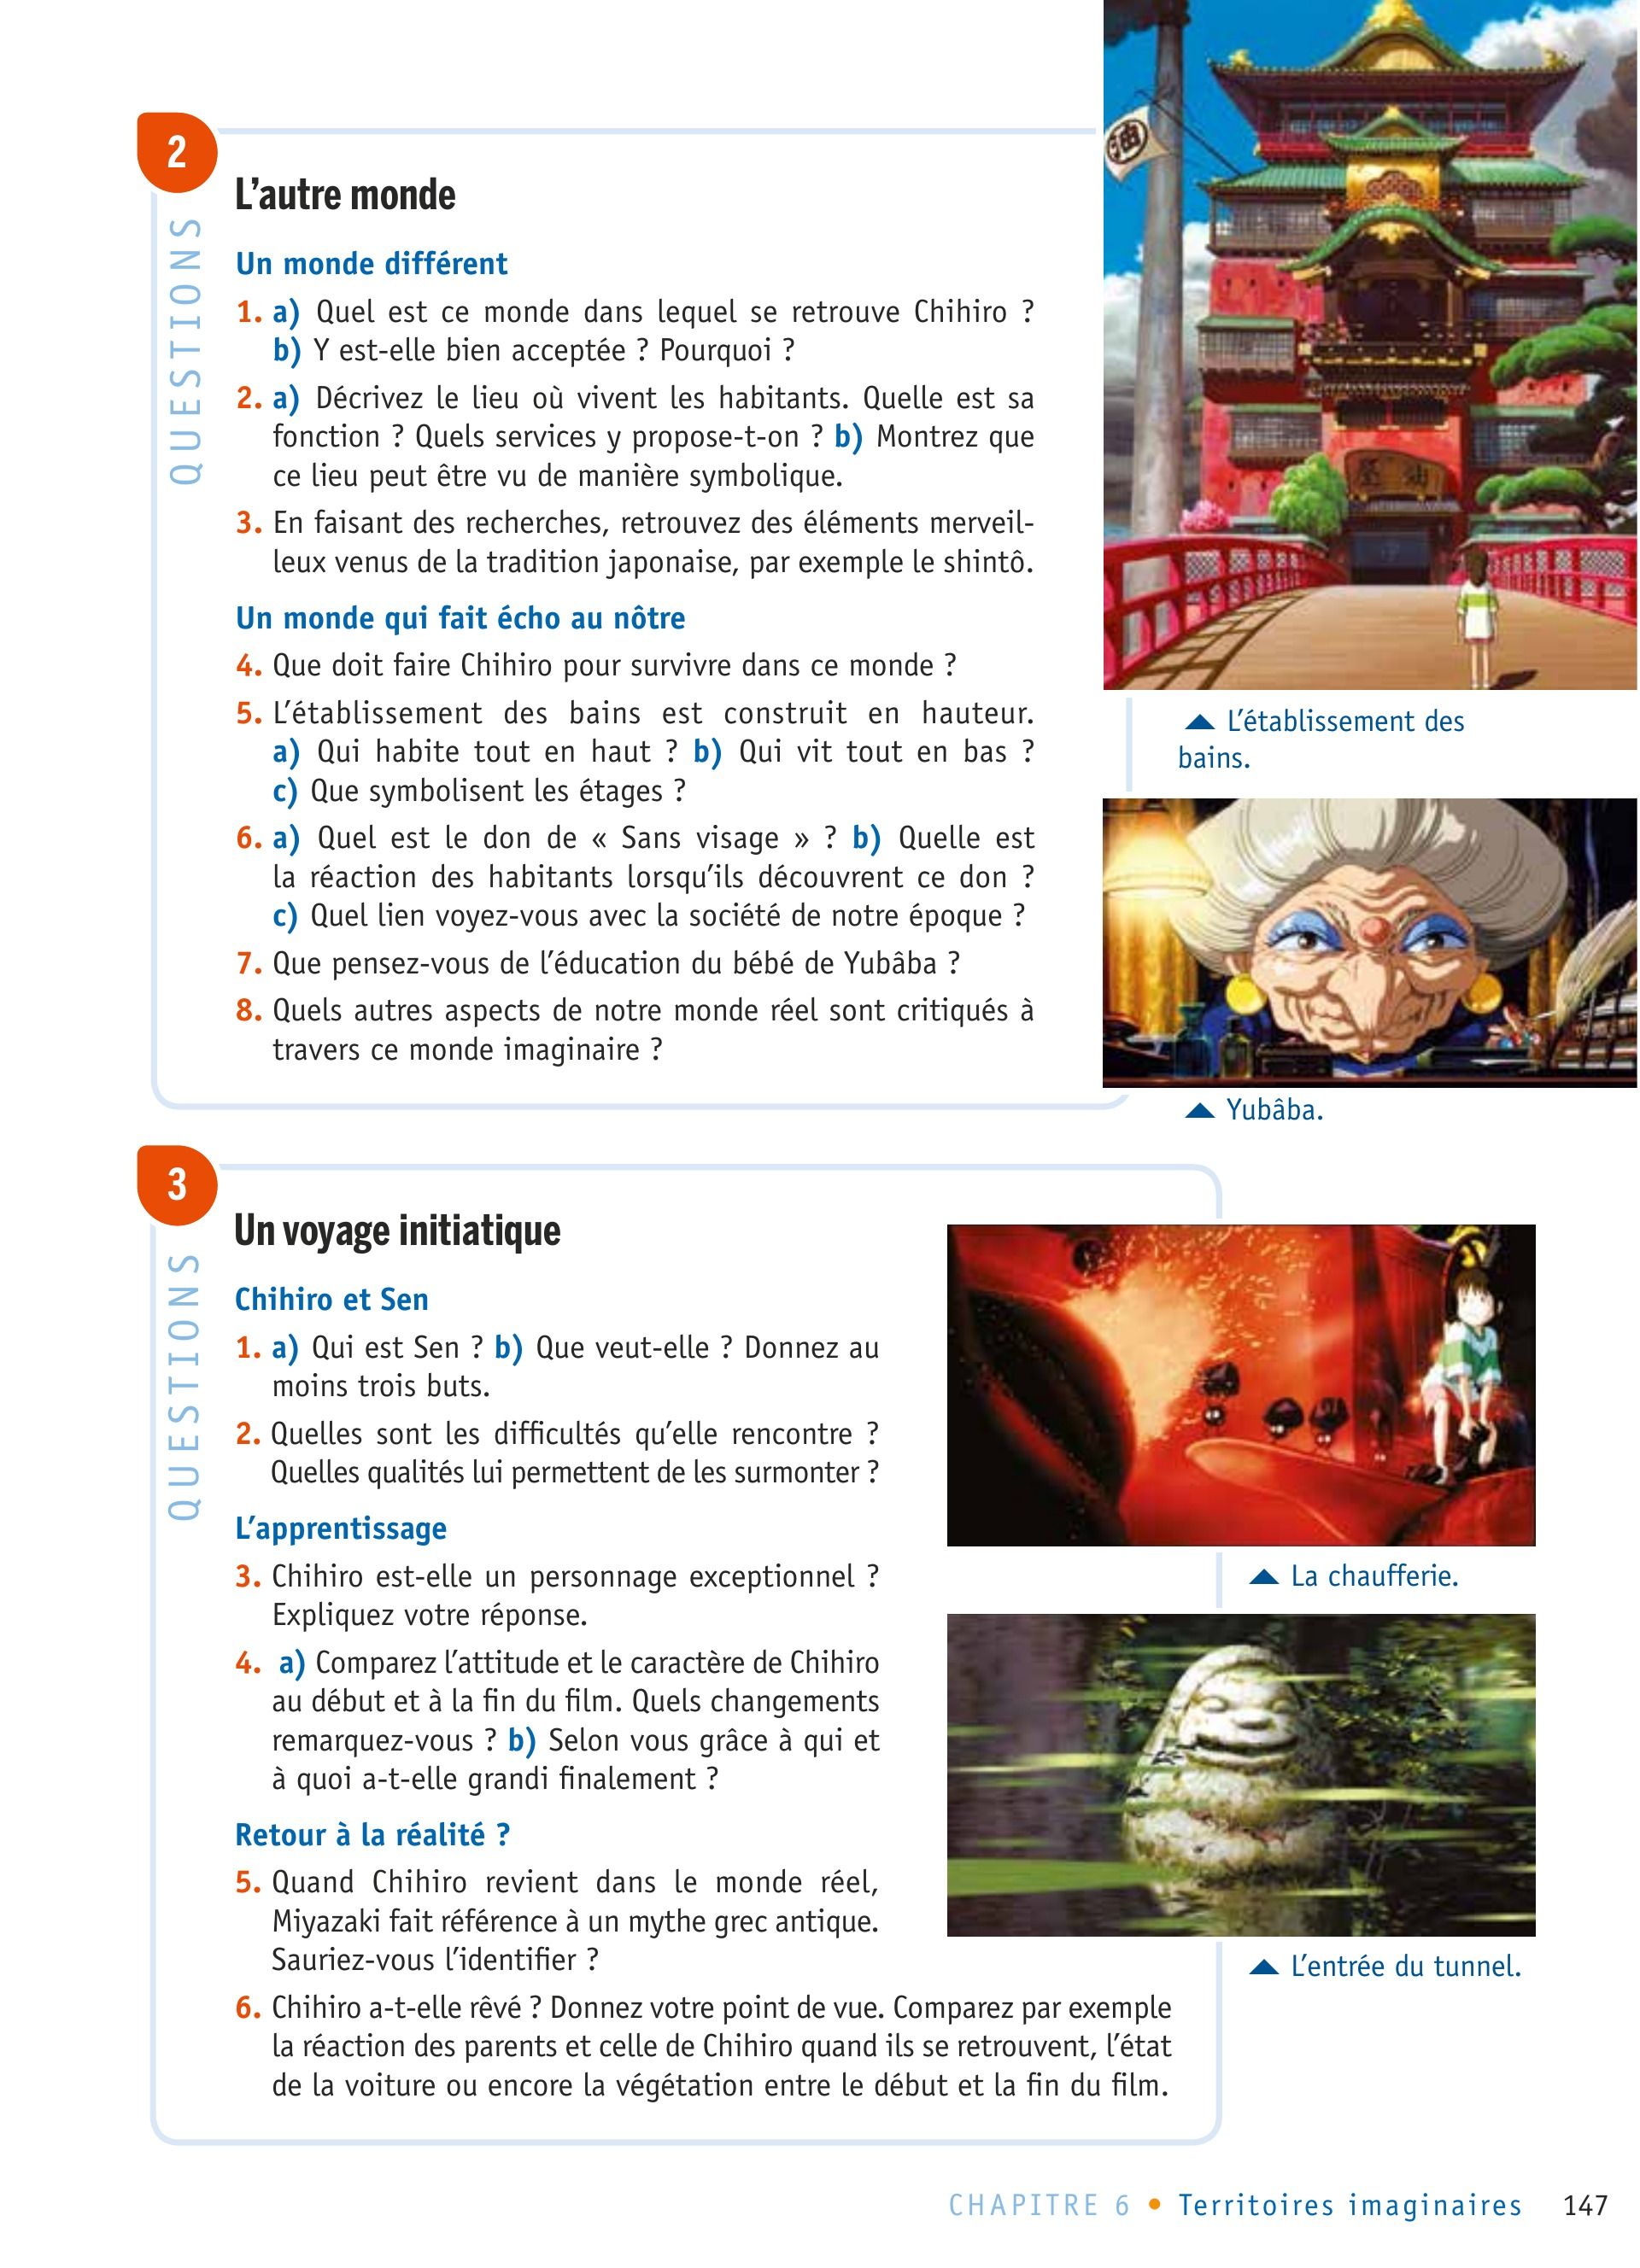 2
QUESTIONS
L’autre monde
Un monde différent
1. a) Quel est ce monde dans lequel se retrouve Chihiro ?
b) Y est-elle bien acceptée ? Pourquoi ?
2. a) Décrivez le lieu où vivent les habitants. Quelle est sa
fonction ? Quels services y propose-t-on ? b) Montrez que
ce lieu peut être vu de manière symbolique.
3. En faisant des recherches, retrouvez des éléments merveil-
leux venus de la tradition japonaise, par exemple le shintô.
Un monde qui fait écho au nôtre
4. Que doit faire Chihiro pour survivre dans ce monde ?
5. L’établissement des bains est construit en hauteur.
a) Qui habite tout en haut ? b) Qui vit tout en bas ?
c) Que symbolisent les étages ?
6. a) Quel est le don de « Sans visage » ? b) Quelle est
la réaction des habitants lorsqu’ils découvrent ce don ?
c) Quel lien voyez-vous avec la société de notre époque ?
7. Que pensez-vous de l’éducation du bébé de Yubâba ?
8. Quels autres aspects de notre monde réel sont critiqués à
travers ce monde imaginaire ?
油
▲ L’établissement des
bains.
▲ Yubâba.
3
QUESTIONS
Un voyage initiatique
Chihiro et Sen
1. a) Qui est Sen ? b) Que veut-elle ? Donnez au
moins trois buts.
2. Quelles sont les difficultés qu’elle rencontre ?
Quelles qualités lui permettent de les surmonter ?
L’apprentissage
3. Chihiro est-elle un personnage exceptionnel ?
Expliquez votre réponse.
4. a) Comparez l’attitude et le caractère de Chihiro
au début et à la fin du film. Quels changements
remarquez-vous ? b) Selon vous grâce à qui et
à quoi a-t-elle grandi finalement ?
Retour à la réalité ?
5. Quand Chihiro revient dans le monde réel,
Miyazaki fait référence à un mythe grec antique.
Sauriez-vous l’identifier ?
6. Chihiro a-t-elle rêvé ? Donnez votre point de vue. Comparez par exemple
la réaction des parents et celle de Chihiro quand ils se retrouvent, l’état
de la voiture ou encore la végétation entre le début et la fin du film.
▲ La chaufferie.
▲ L’entrée du tunnel.
CHAPITRE 6 • Territoires imaginaires 147